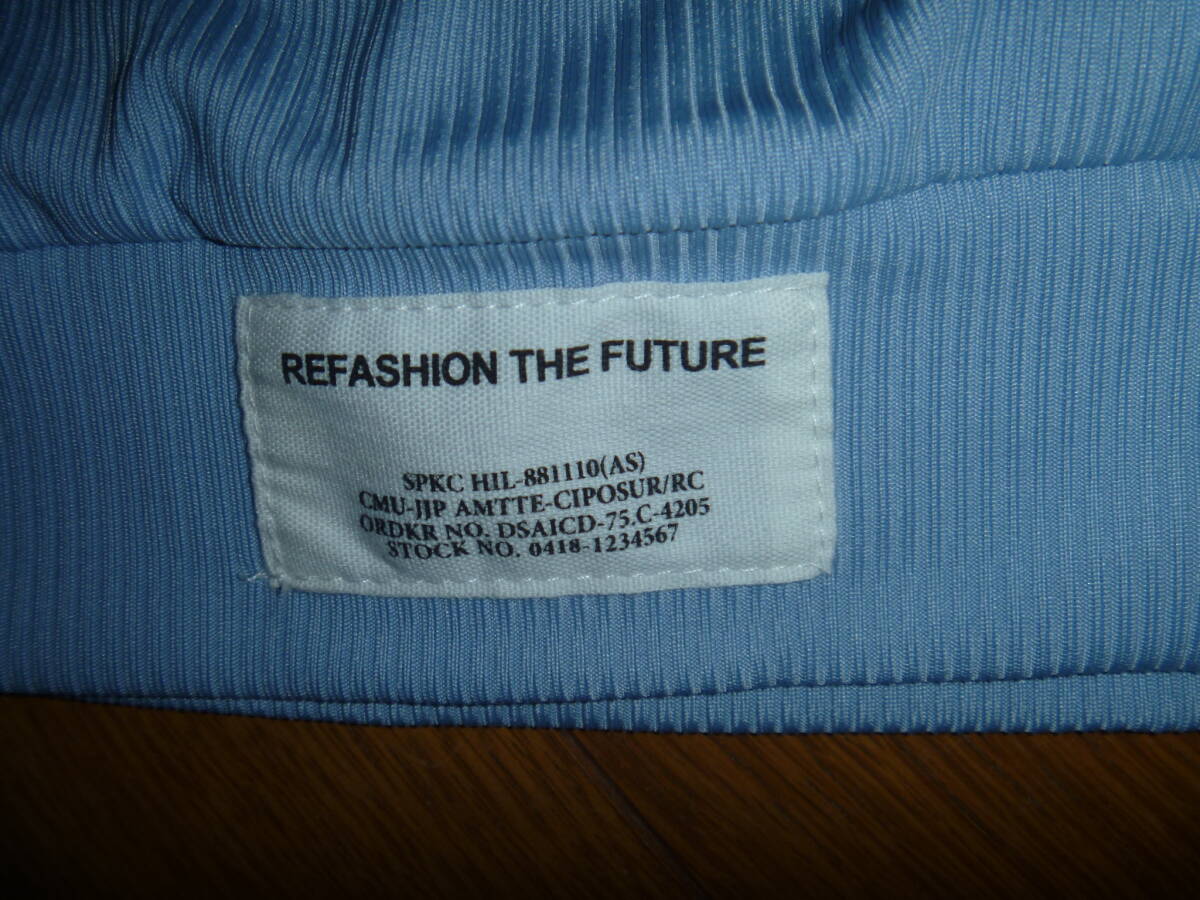 REFASHION THE FUTURE
SPKC HIL-881110(AS)
CMU-JJP AMTTE-CIPOSUR/RC
ORDKR NO. DSAICD-75.C-4205
STOCK NO. 0418-1234567